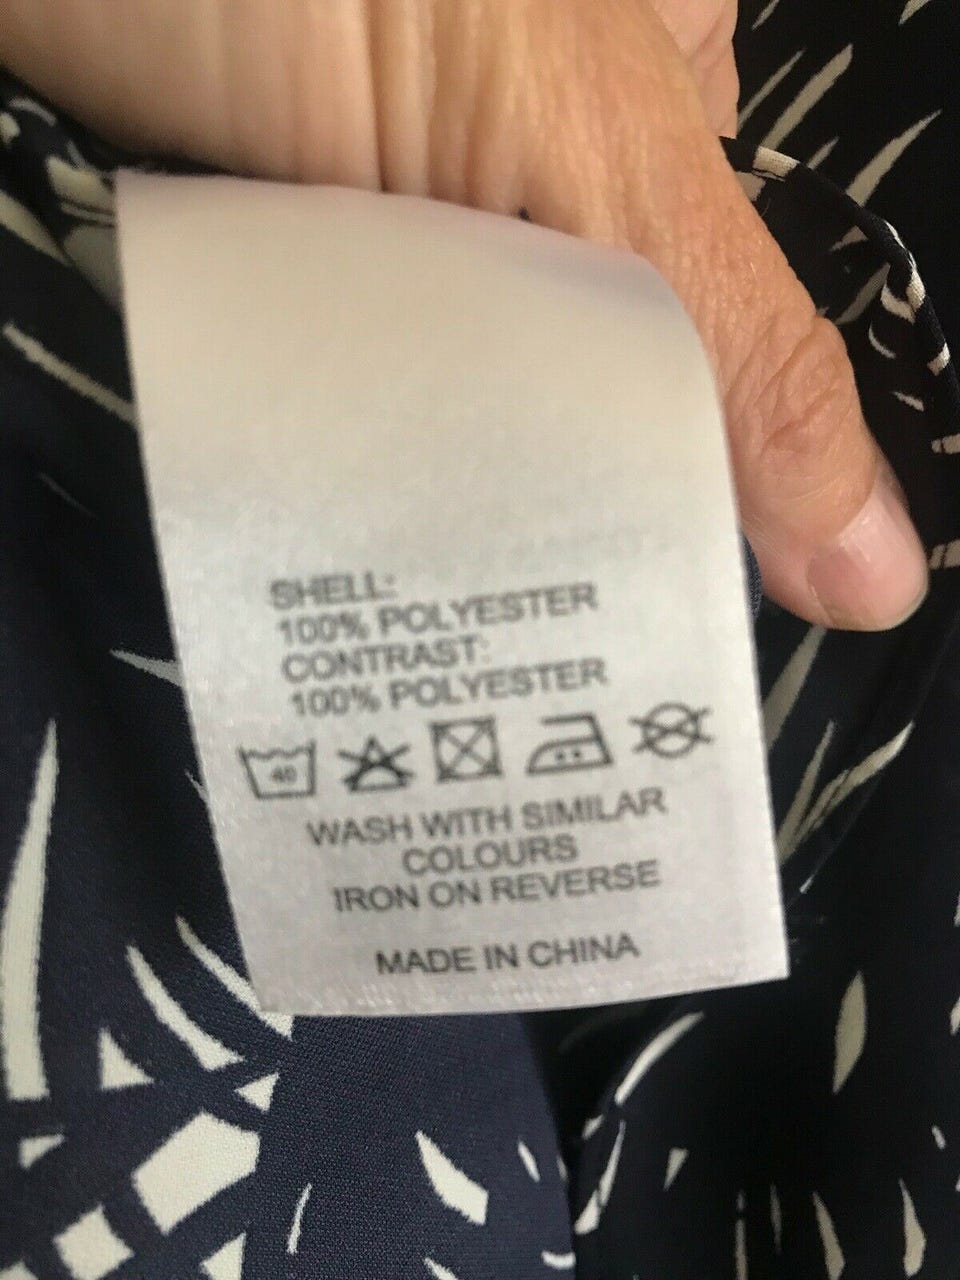 SHELL:
100% POLYESTER
CONTRAST:
100% POLYESTER
40
WASH WITH SIMILAR
COLOURS
IRON ON REVERSE
MADE IN CHINA